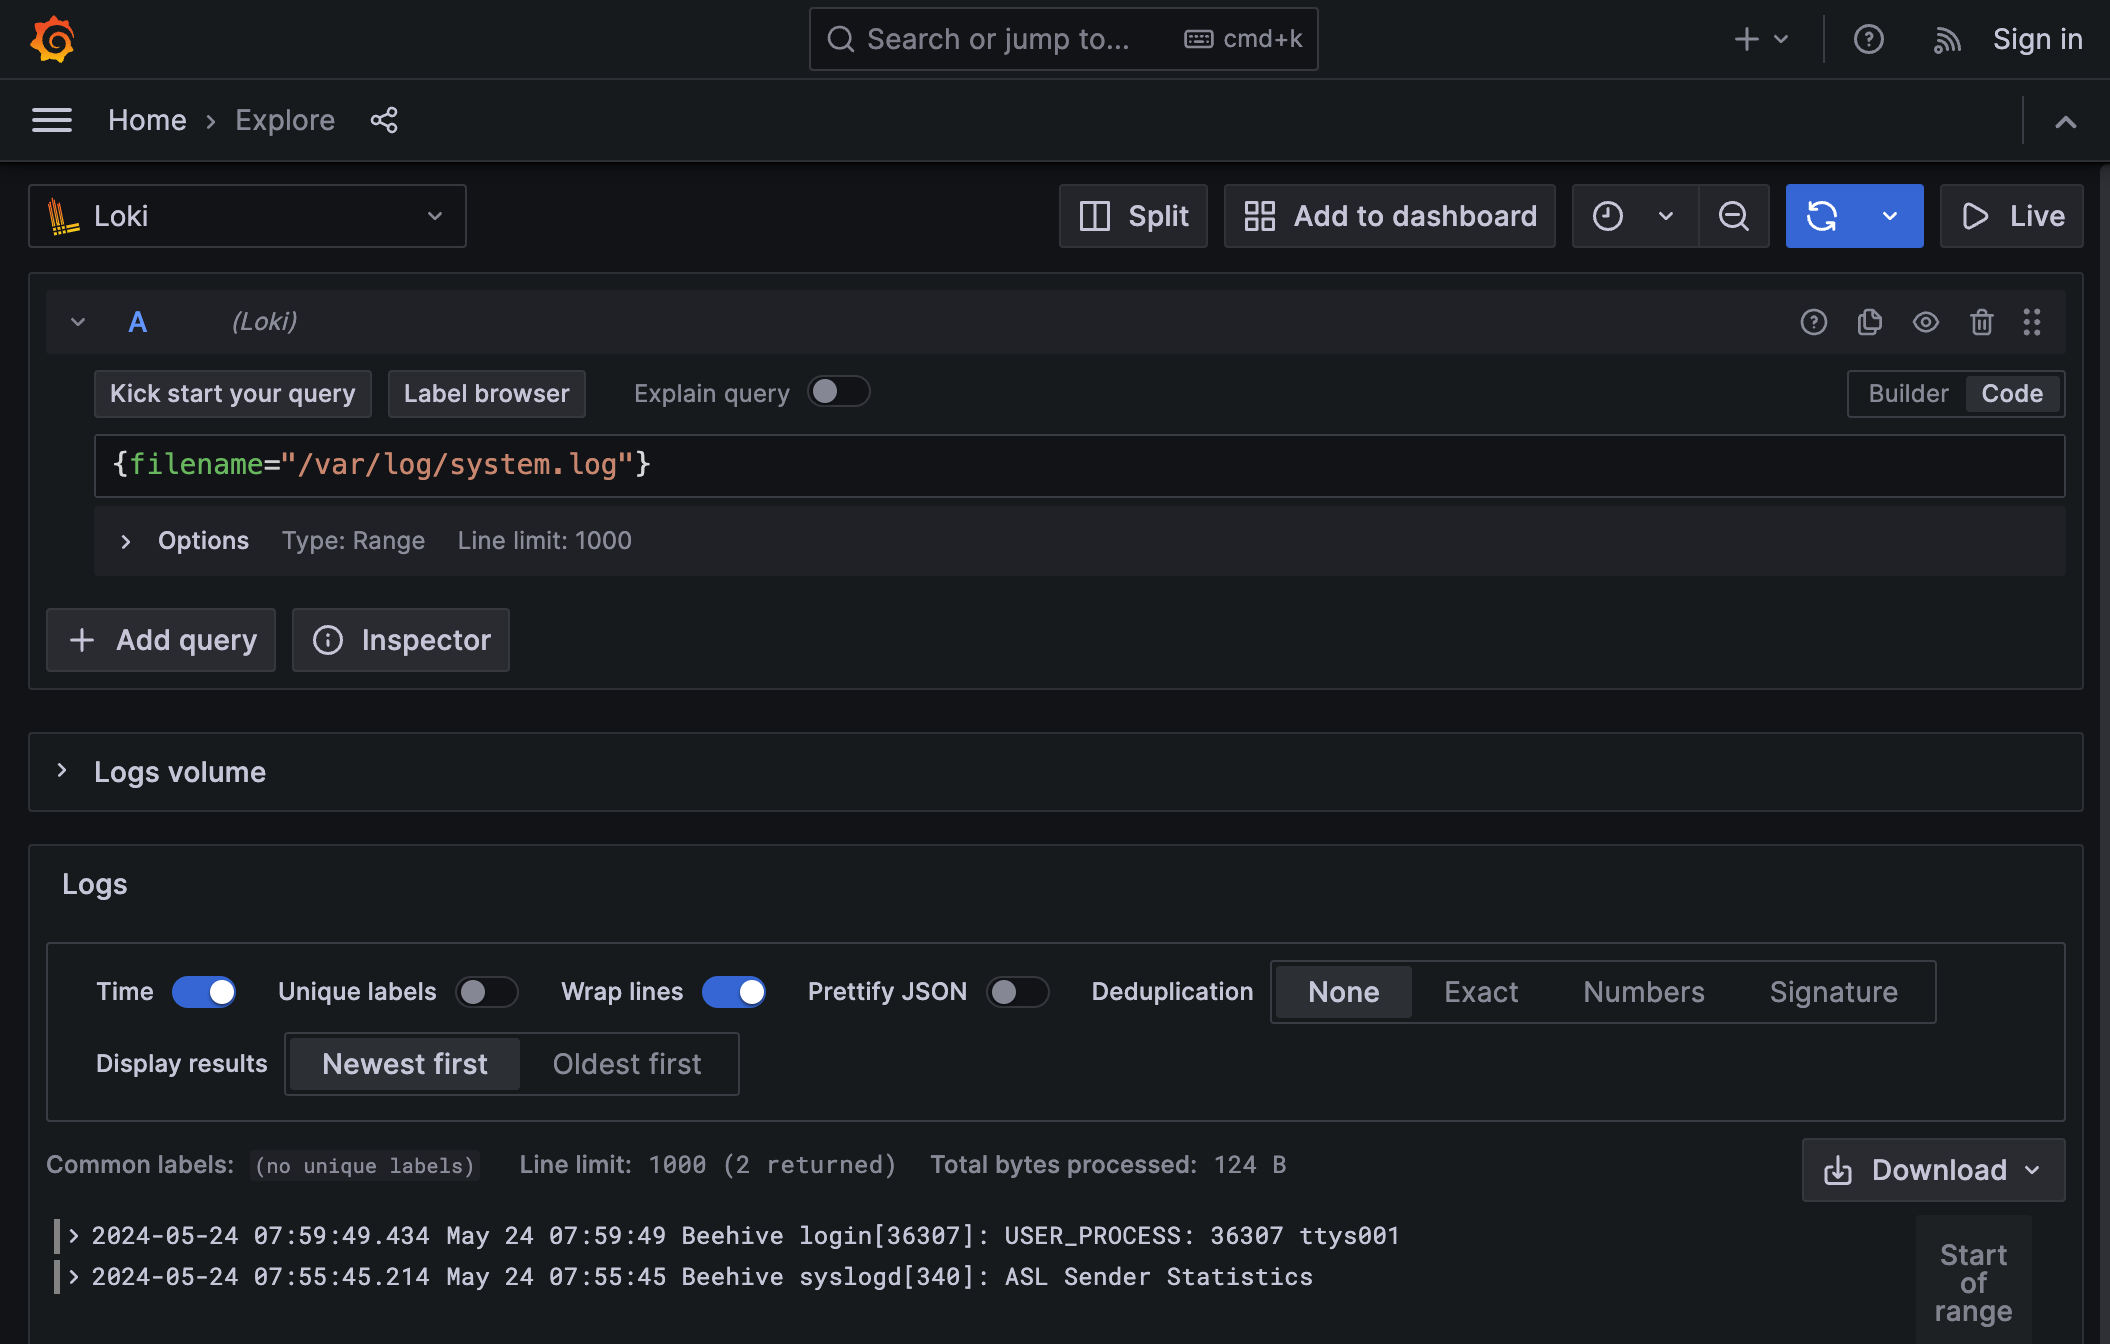 Search or jump to... cmd+k Sign in
Home › Explore
Loki Split Add to dashboard Live
A (Loki)
Kick start your query Label browser Explain query Builder Code
{filename="/var/log/system.log"}
Options Type: Range Line limit: 1000
Add query Inspector
Logs volume
Logs
Time Unique labels Wrap lines Prettify JSON Deduplication None Exact Numbers Signature
Display results Newest first Oldest first
Common labels: (no unique labels) Line limit: 1000 (2 returned) Total bytes processed: 124 B Download
2024-05-24 07:59:49.434 May 24 07:59:49 Beehive login[36307]: USER_PROCESS: 36307 ttys001
2024-05-24 07:55:45.214 May 24 07:55:45 Beehive syslogd[340]: ASL Sender Statistics
Start
of
range